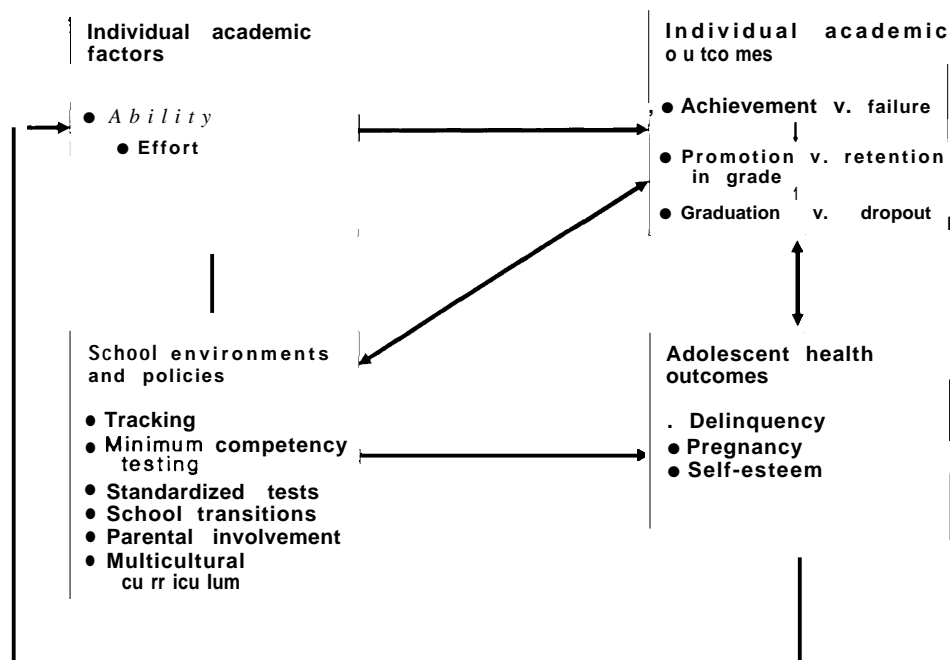 Individual academic
factors
● Ability
● Effort
Individual academic
outcomes
● Achievement v. failure
● Promotion v. retention
in grade
● Graduation v. dropout
School environments
and policies
● Tracking
● Minimum competency
testing
● Standardized tests
● School transitions
● Parental involvement
● Multicultural
curriculum
Adolescent health
outcomes
. Delinquency
● Pregnancy
● Self-esteem